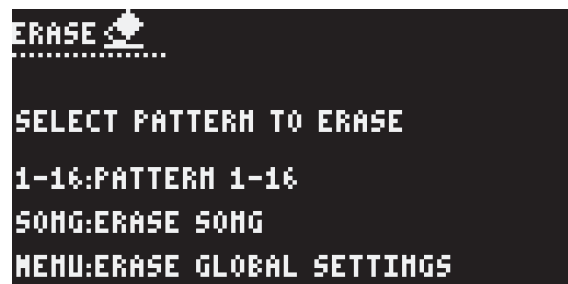 ERASE
SELECT PATTERN TO ERASE
1-16:PATTERN 1-16
SONG:ERASE SONG
MENU:ERASE GLOBAL SETTINGS